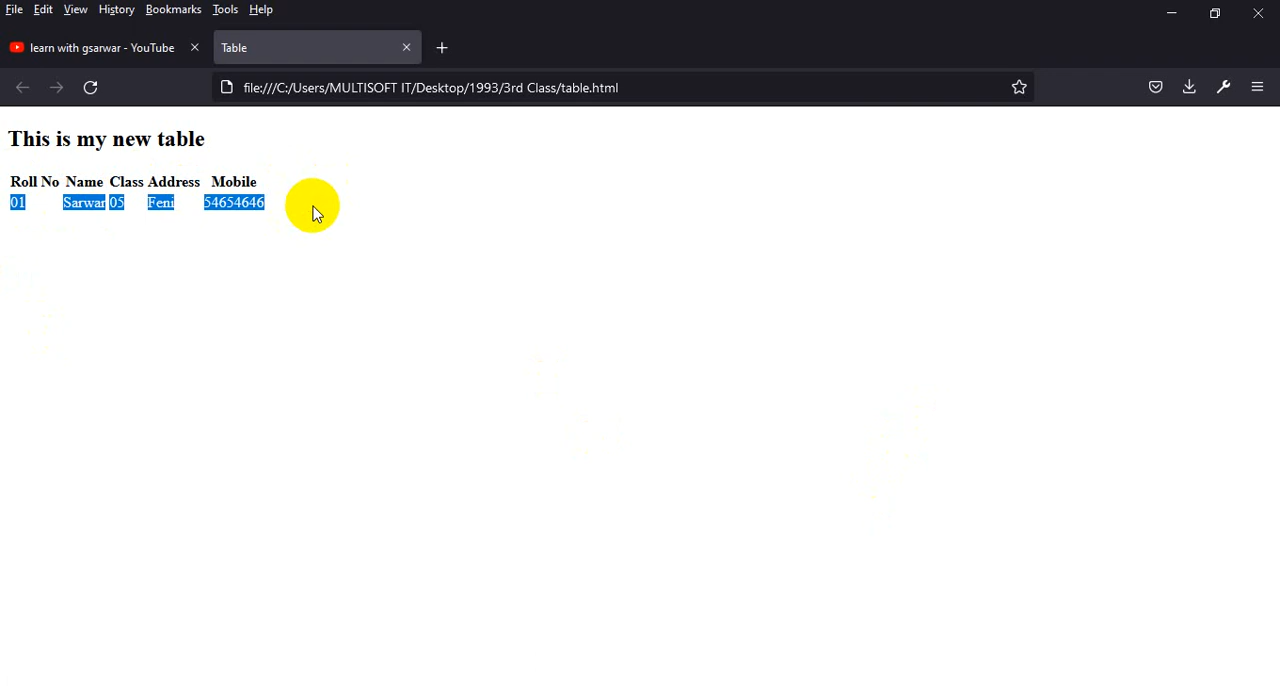 File Edit View History Bookmarks Tools Help
learn with gsarwar - YouTube
Table
file:///C:/Users/MULTISOFT IT/Desktop/1993/3rd Class/table.html
This is my new table
Roll No Name Class Address Mobile
01 Sarwar 05 Feni 54654646